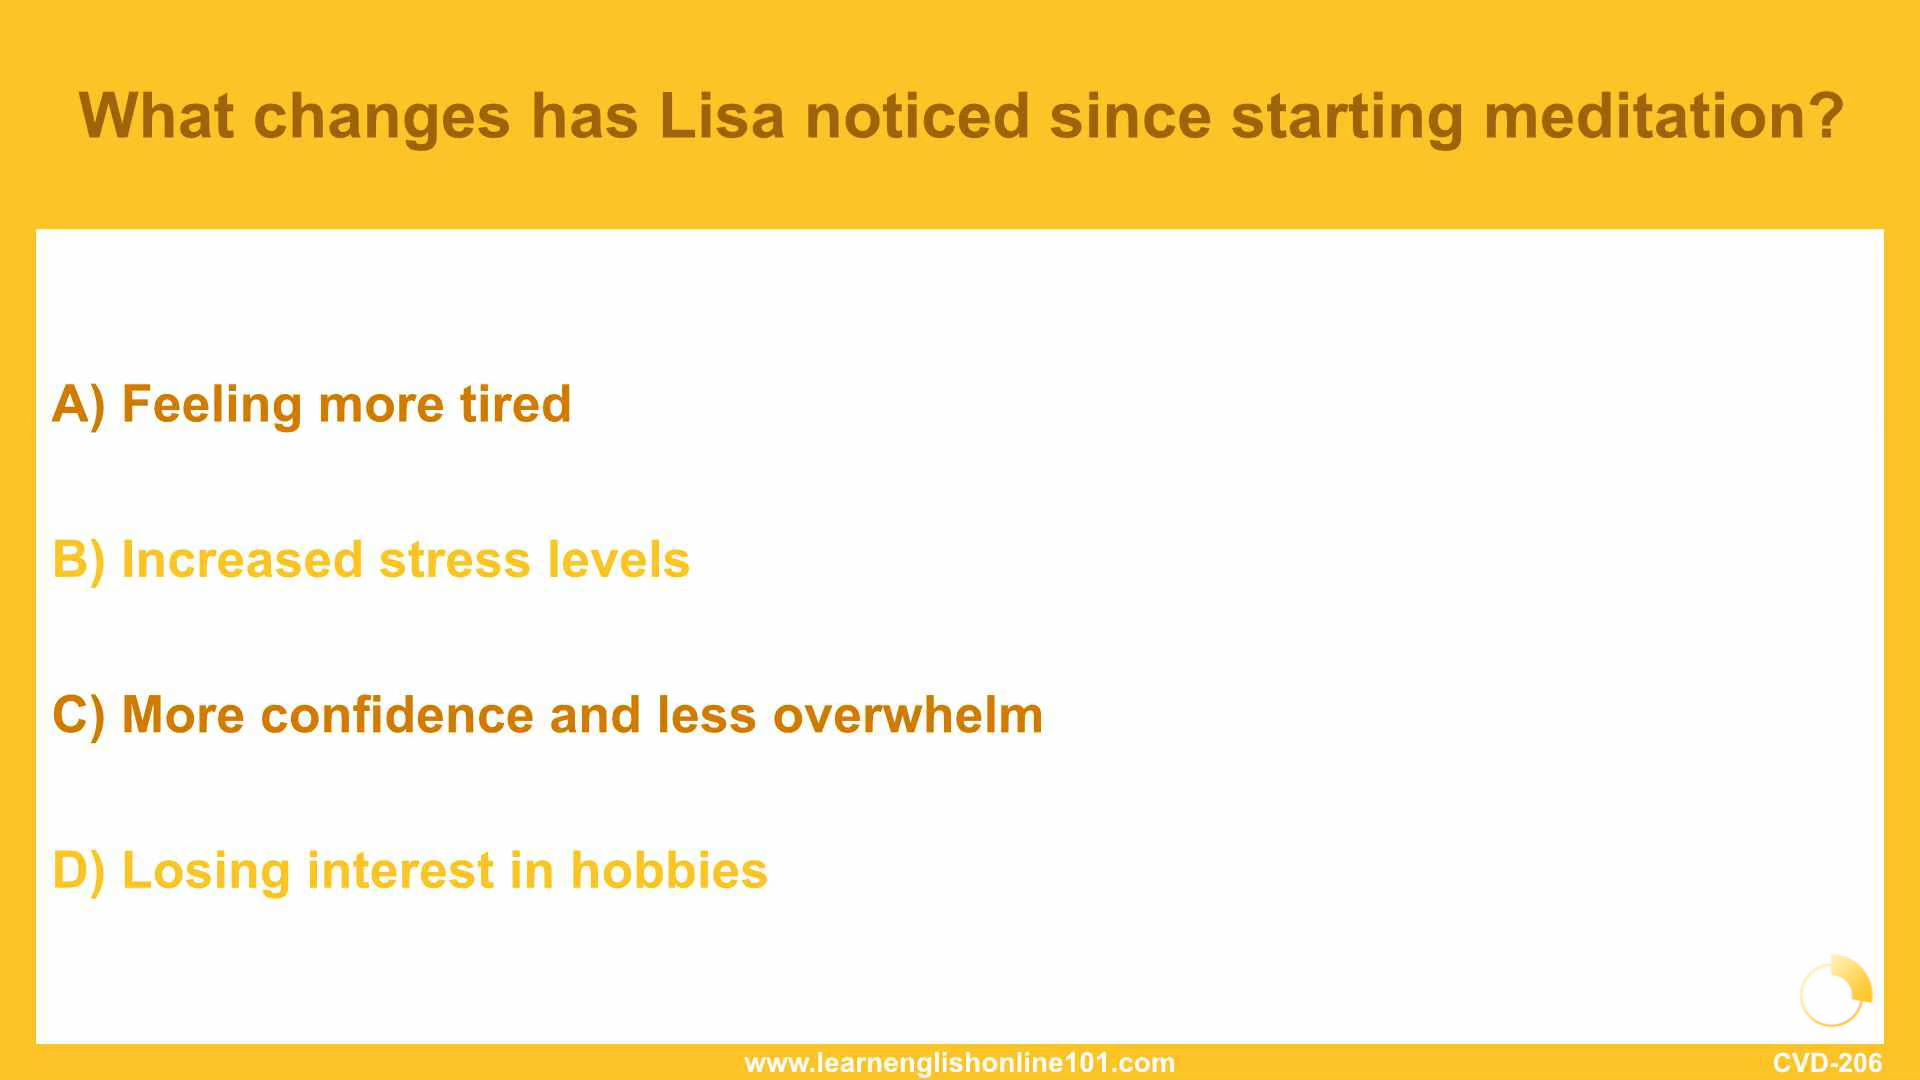 What changes has Lisa noticed since starting meditation?
A) Feeling more tired
B) Increased stress levels
C) More confidence and less overwhelm
D) Losing interest in hobbies
www.learnenglishonline101.com
CVD-206